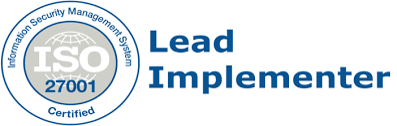 Information Security Management System
ISO
27001
Certified
Lead
Implementer